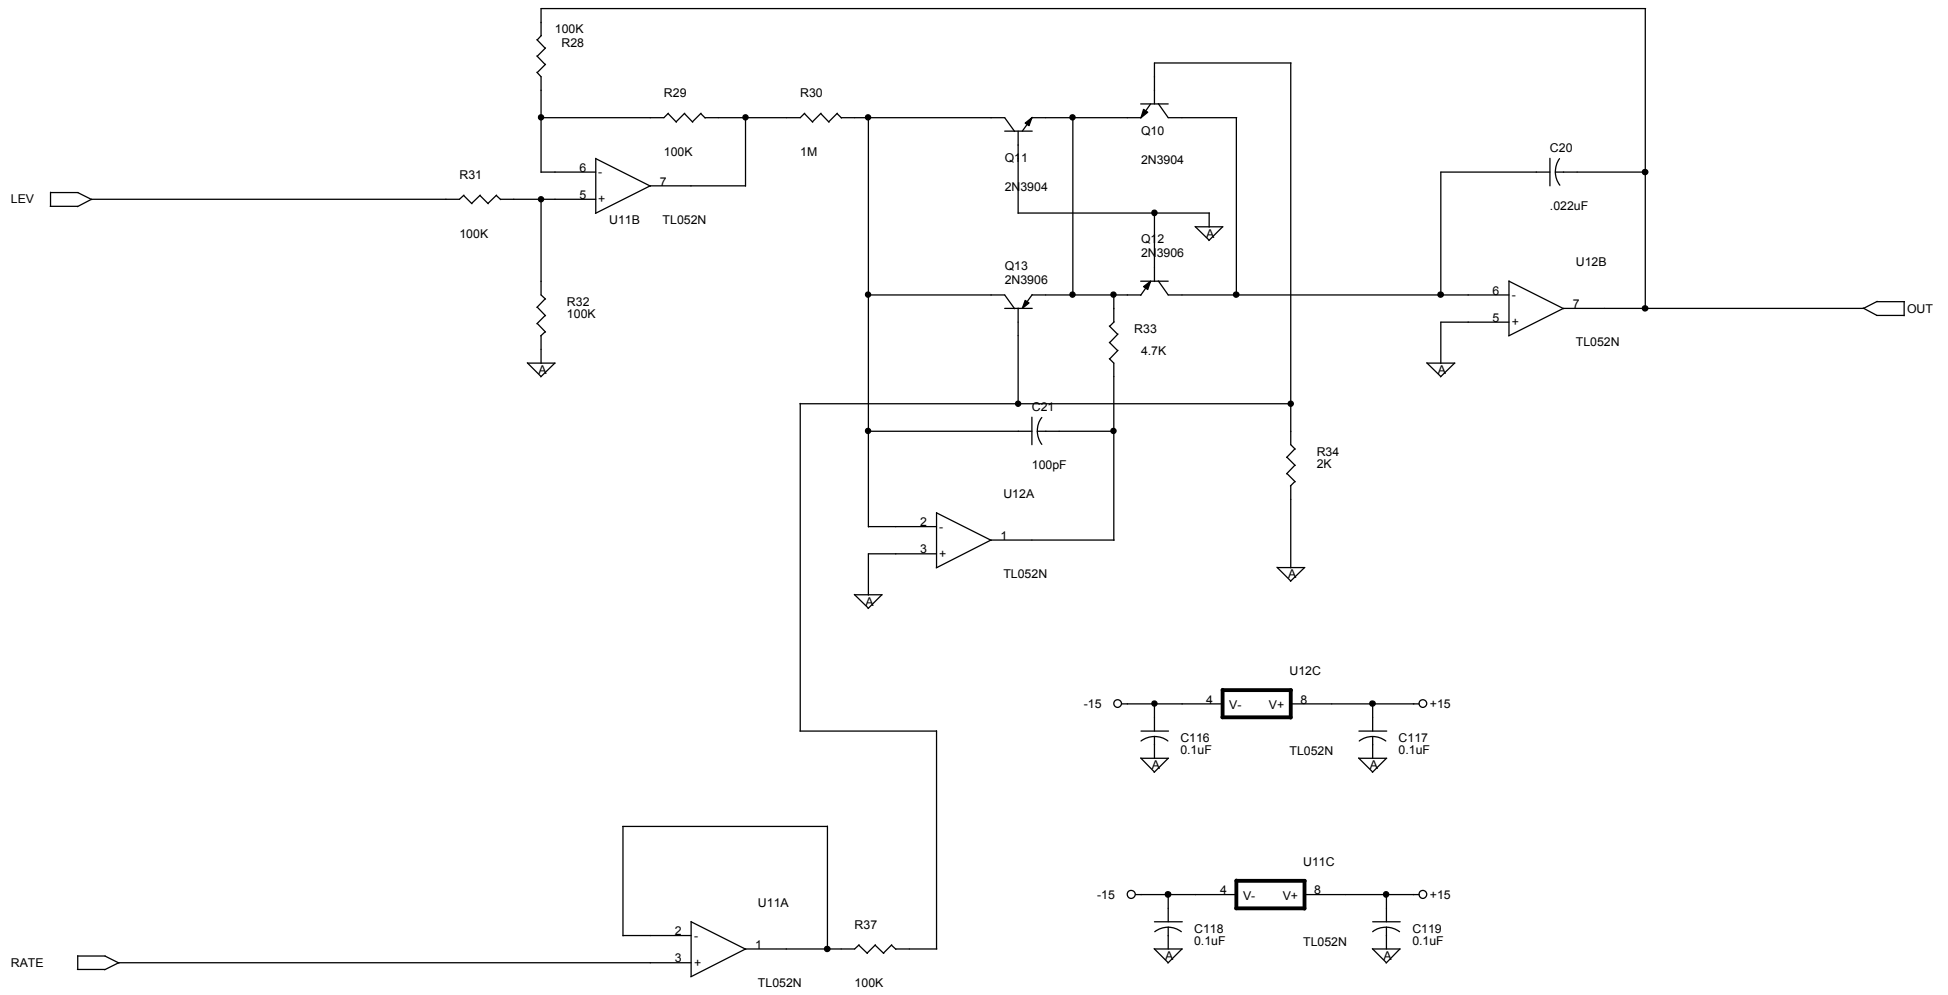 100K
R28
R29
100K
R30
1M
Q11
2N3904
Q10
2N3904
C20
.022uF
LEV
R31
100K
6
-
5
+
7
U11B
TL052N
A
Q12
2N3906
Q13
2N3906
R32
100K
A
R33
4.7K
U12B
6
-
5
+
7
TL052N
A
OUT
C21
100pF
R34
2K
A
U12A
2
-
3
+
1
TL052N
A
U12C
-15
4
V-
V+
8
+15
C116
0.1uF
A
TL052N
C117
0.1uF
A
U11C
-15
4
V-
V+
8
+15
C118
0.1uF
A
TL052N
C119
0.1uF
A
U11A
2
-
3
+
1
TL052N
R37
100K
RATE